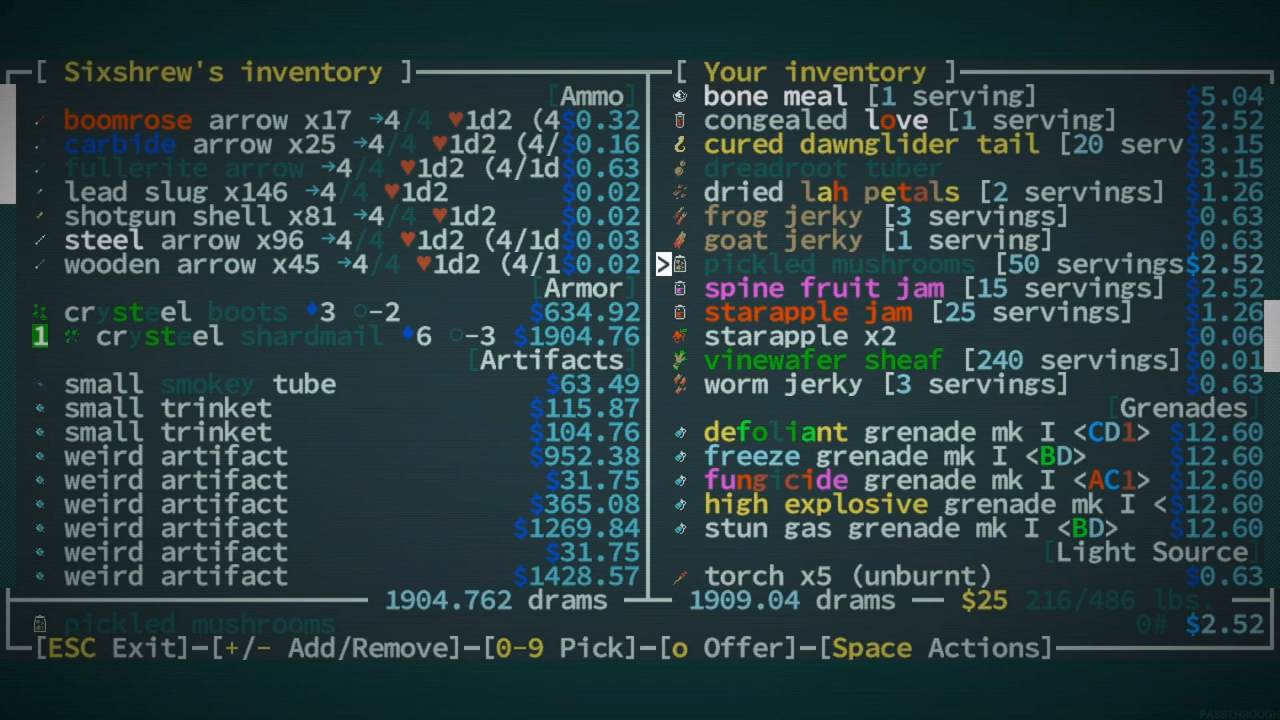 [ Sixshrew's inventory ]
[Ammo]
boomrose arrow x17 →4/4 ♥1d2 (4 $0.32
carbide arrow x25 →4/4 ♥1d2 (4/ $0.16
fullerite arrow →4/4 ♥1d2 (4/1d $0.63
lead slug x146 →4/4 ♥1d2 $0.02
shotgun shell x81 →4/4 ♥1d2 $0.02
steel arrow x96 →4/4 ♥1d2 (4/1d $0.03
wooden arrow x45 →4/4 ♥1d2 (4/1 $0.02
[Armor]
crysteel boots ♦3 ○-2 $634.92
1 crysteel shardmail ♦6 ○-3 $1904.76
[Artifacts]
small smokey tube $63.49
small trinket $115.87
small trinket $104.76
weird artifact $952.38
weird artifact $31.75
weird artifact $365.08
weird artifact $1269.84
weird artifact $31.75
weird artifact $1428.57
1904.762 drams
[ Your inventory ]
bone meal [1 serving] $5.04
congealed love [1 serving] $2.52
cured dawnglider tail [20 serv $3.15
dreadroot tuber $3.15
dried lah petals [2 servings] $1.26
frog jerky [3 servings] $0.63
goat jerky [1 serving] $0.63
> pickled mushrooms [50 servings $2.52
spine fruit jam [15 servings] $2.52
starapple jam [25 servings] $1.26
starapple x2 $0.06
vinewafer sheaf [240 servings] $0.01
worm jerky [3 servings] $0.63
[Grenades]
defoliant grenade mk I <CD1> $12.60
freeze grenade mk I <BD> $12.60
fungicide grenade mk I <AC1> $12.60
high explosive grenade mk I < $12.60
stun gas grenade mk I <BD> $12.60
[Light Source]
torch x5 (unburnt) $0.63
1909.04 drams $25 216/486 lbs.
pickled mushrooms 0# $2.52
[ESC Exit]-[+/- Add/Remove]-[0-9 Pick]-[o Offer]-[Space Actions]